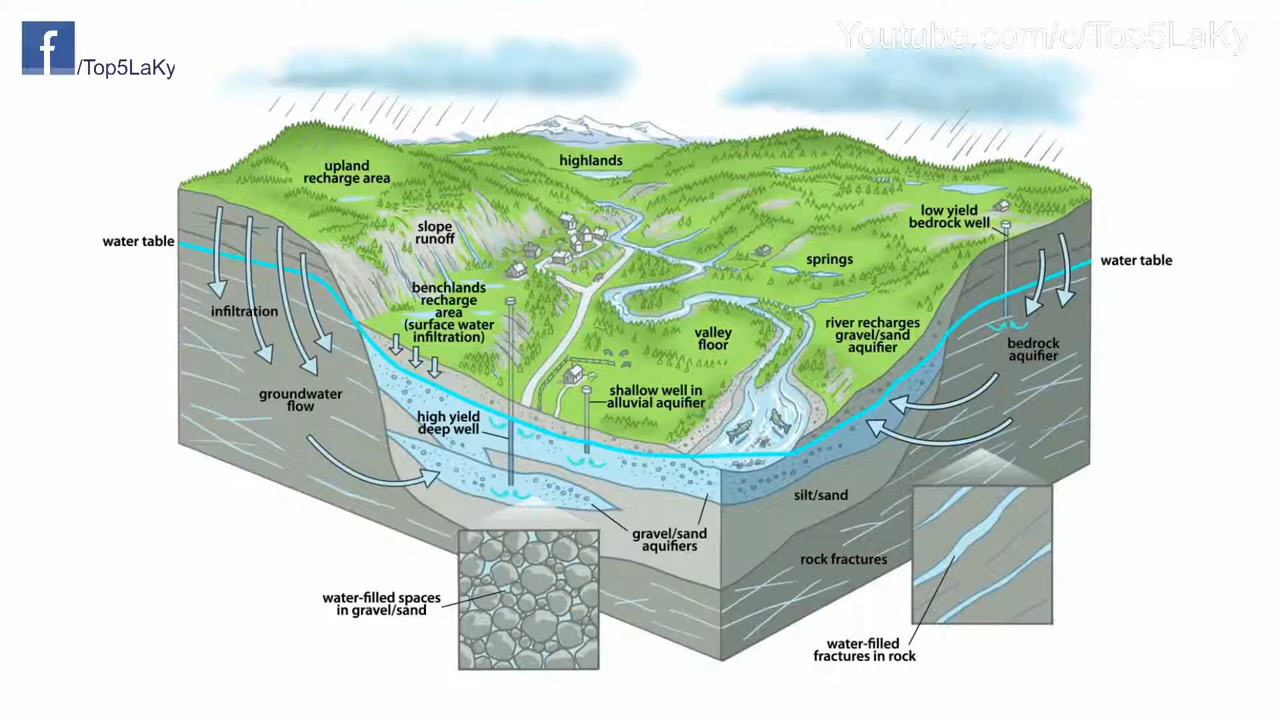 f
/Top5LaKy
Youtube.com/c/Top5LaKy
upland
recharge area
highlands
slope
runoff
low yield
bedrock well
water table
springs
water table
benchlands
recharge
area
(surface water
infiltration)
infiltration
valley
floor
river recharges
gravel/sand
aquifer
bedrock
aquifier
groundwater
flow
shallow well in
alluvial aquifier
high yield
deep well
silt/sand
gravel/sand
aquifiers
rock fractures
water-filled spaces
in gravel/sand
water-filled
fractures in rock